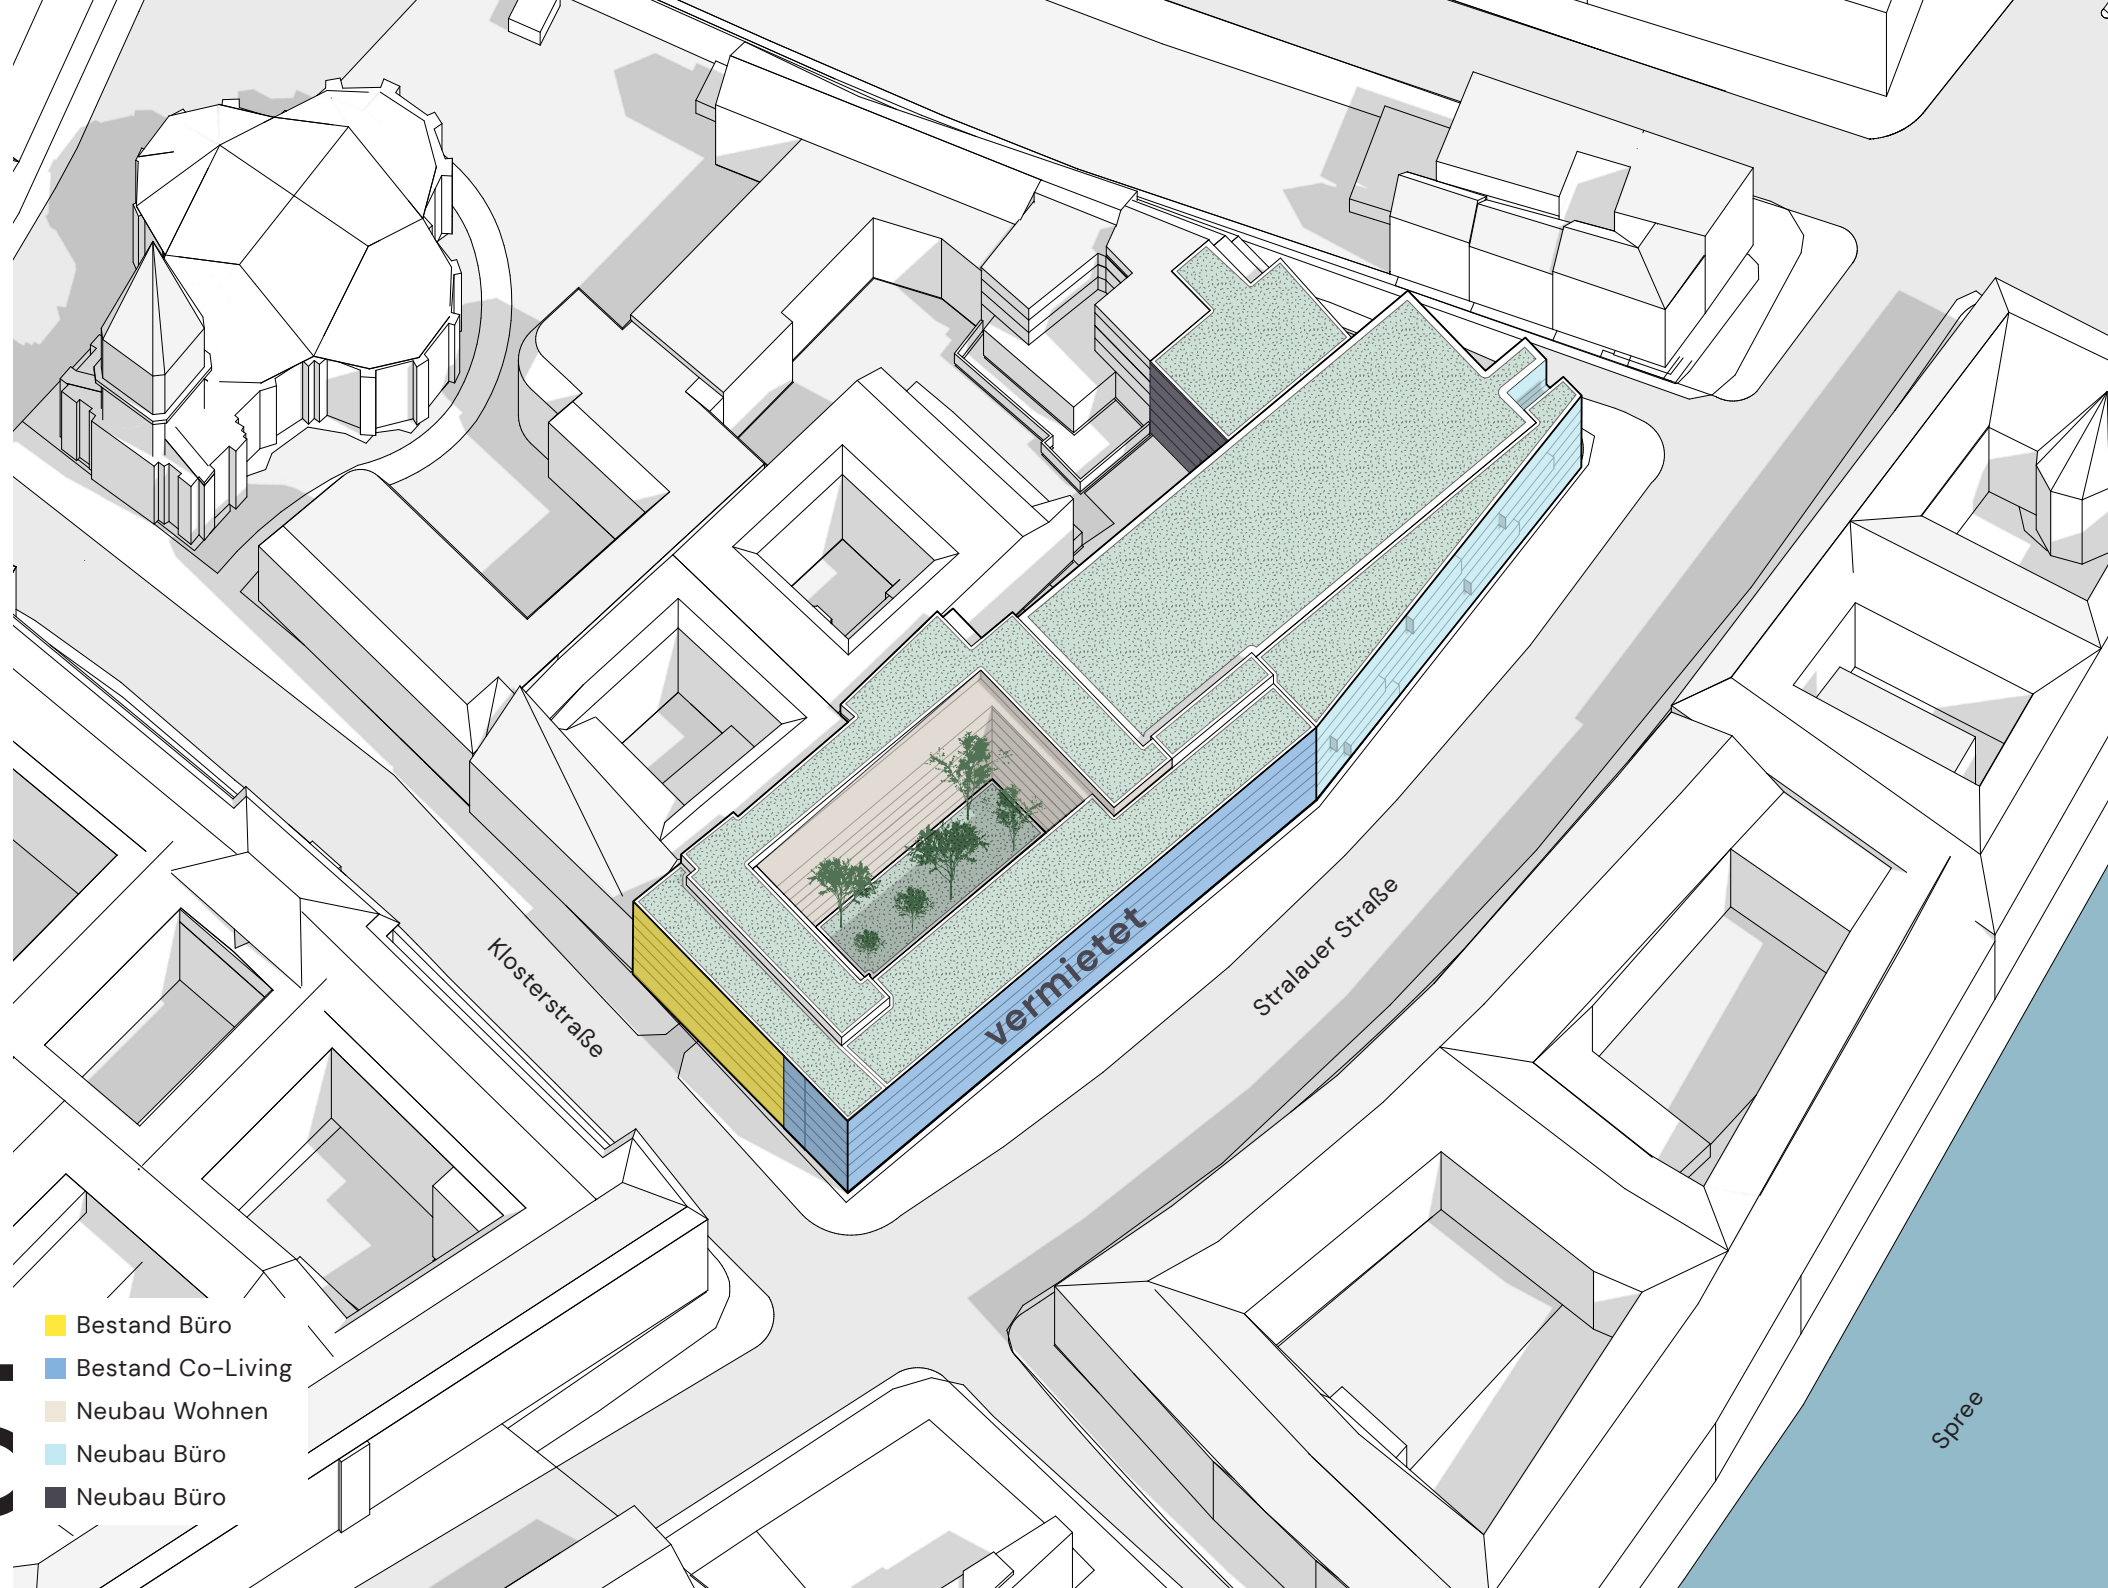 vermietet
Stralauer Straße
Klosterstraße
Bestand Büro
Bestand Co-Living
Neubau Wohnen
Neubau Büro
Neubau Büro
Spree